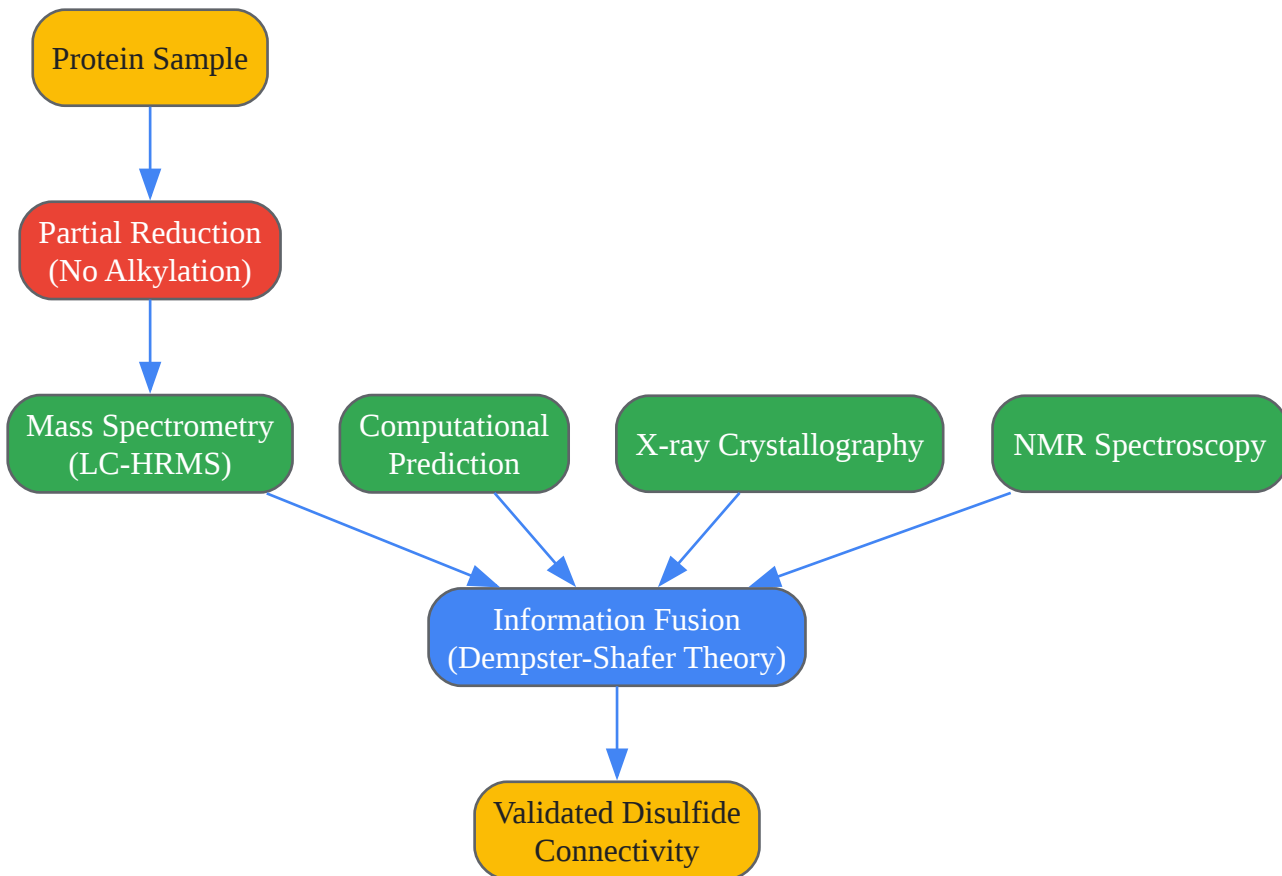 Protein Sample
Partial Reduction
(No Alkylation)
Mass Spectrometry
(LC-HRMS)
Computational
Prediction
X-ray Crystallography
NMR Spectroscopy
Information Fusion
(Dempster-Shafer Theory)
Validated Disulfide
Connectivity